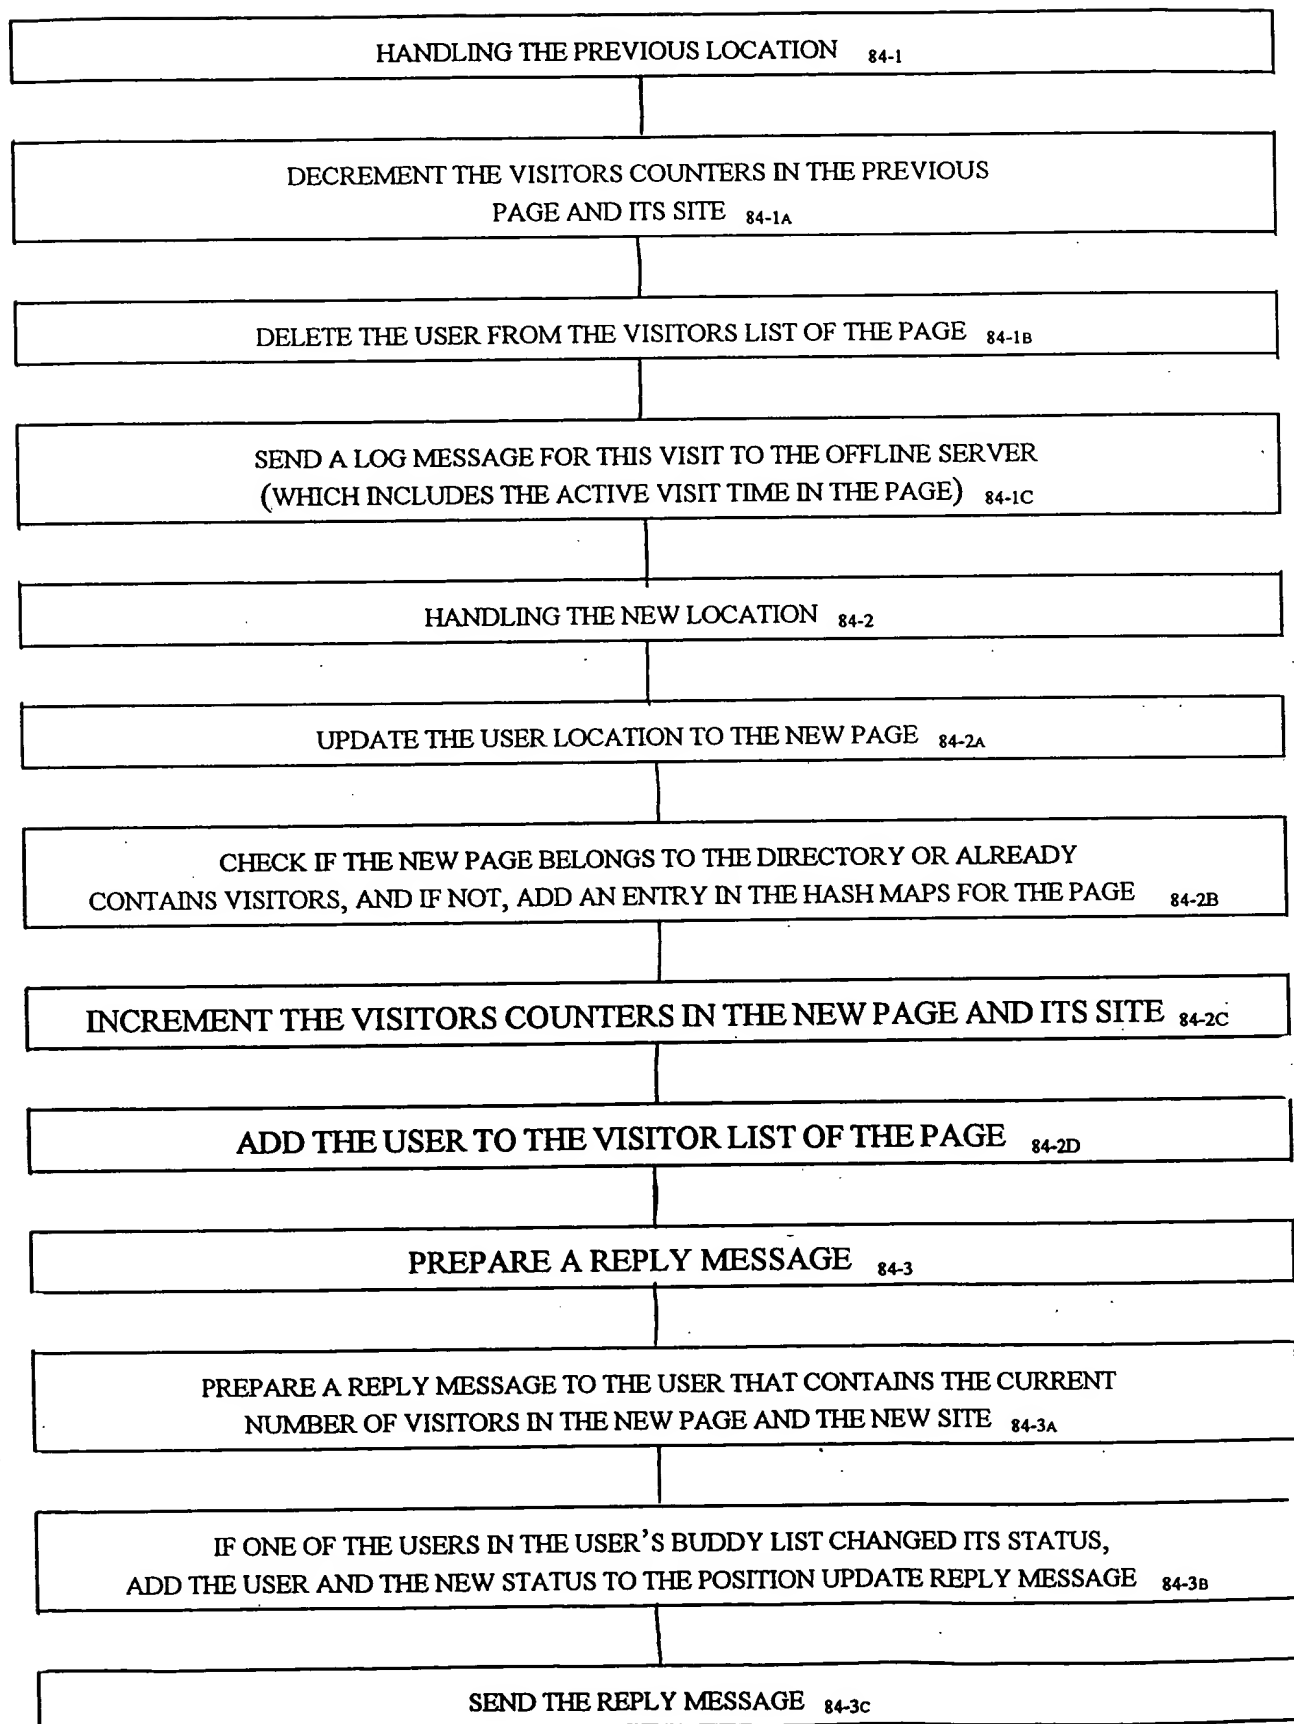 HANDLING THE PREVIOUS LOCATION 84-1
DECREMENT THE VISITORS COUNTERS IN THE PREVIOUS
PAGE AND ITS SITE 84-1A
DELETE THE USER FROM THE VISITORS LIST OF THE PAGE 84-1B
SEND A LOG MESSAGE FOR THIS VISIT TO THE OFFLINE SERVER
(WHICH INCLUDES THE ACTIVE VISIT TIME IN THE PAGE) 84-1C
HANDLING THE NEW LOCATION 84-2
UPDATE THE USER LOCATION TO THE NEW PAGE 84-2A
CHECK IF THE NEW PAGE BELONGS TO THE DIRECTORY OR ALREADY
CONTAINS VISITORS, AND IF NOT, ADD AN ENTRY IN THE HASH MAPS FOR THE PAGE 84-2B
INCREMENT THE VISITORS COUNTERS IN THE NEW PAGE AND ITS SITE 84-2C
ADD THE USER TO THE VISITOR LIST OF THE PAGE 84-2D
PREPARE A REPLY MESSAGE 84-3
PREPARE A REPLY MESSAGE TO THE USER THAT CONTAINS THE CURRENT
NUMBER OF VISITORS IN THE NEW PAGE AND THE NEW SITE 84-3A
IF ONE OF THE USERS IN THE USER'S BUDDY LIST CHANGED ITS STATUS,
ADD THE USER AND THE NEW STATUS TO THE POSITION UPDATE REPLY MESSAGE 84-3B
SEND THE REPLY MESSAGE 84-3C